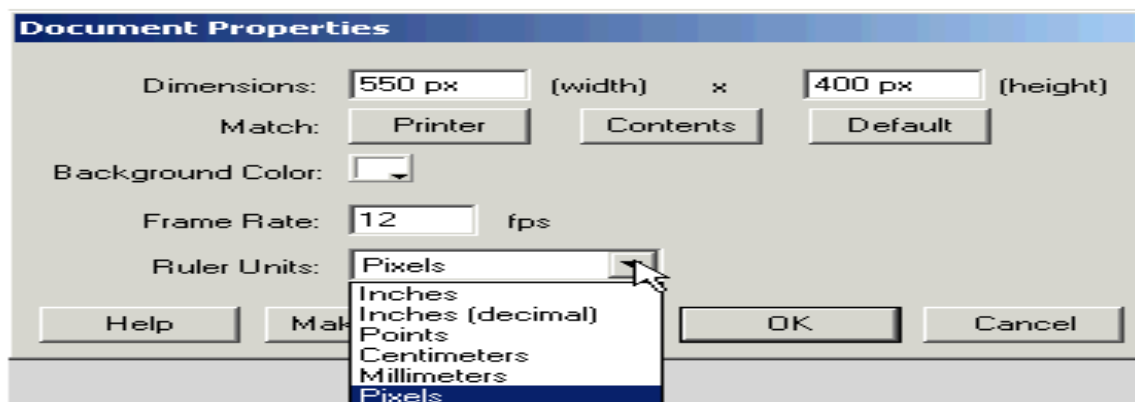 Document Properties
Dimensions: 550 px (width) x 400 px (height)
Match: Printer Contents Default
Background Color:
Frame Rate: 12 fps
Ruler Units: Pixels
Inches
Inches (decimal)
Help Mak OK Cancel
Points
Centimeters
Millimeters
Pixels